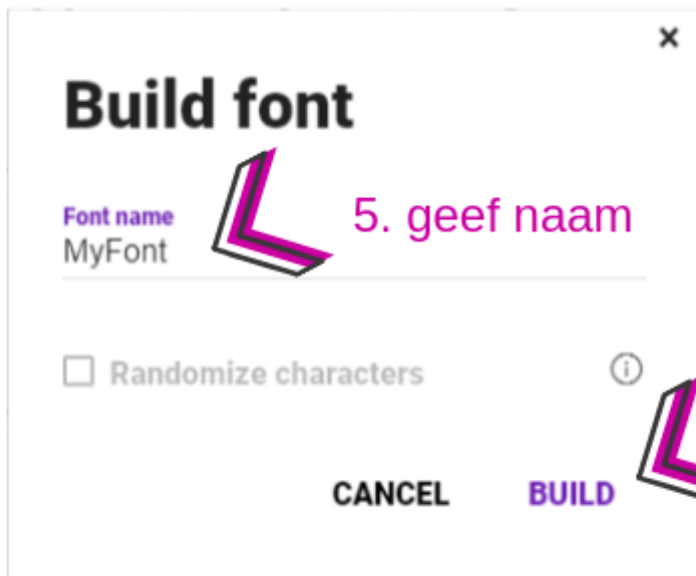 Build font
Font name
5. geef naam
MyFont
Randomize characters
CANCEL BUILD